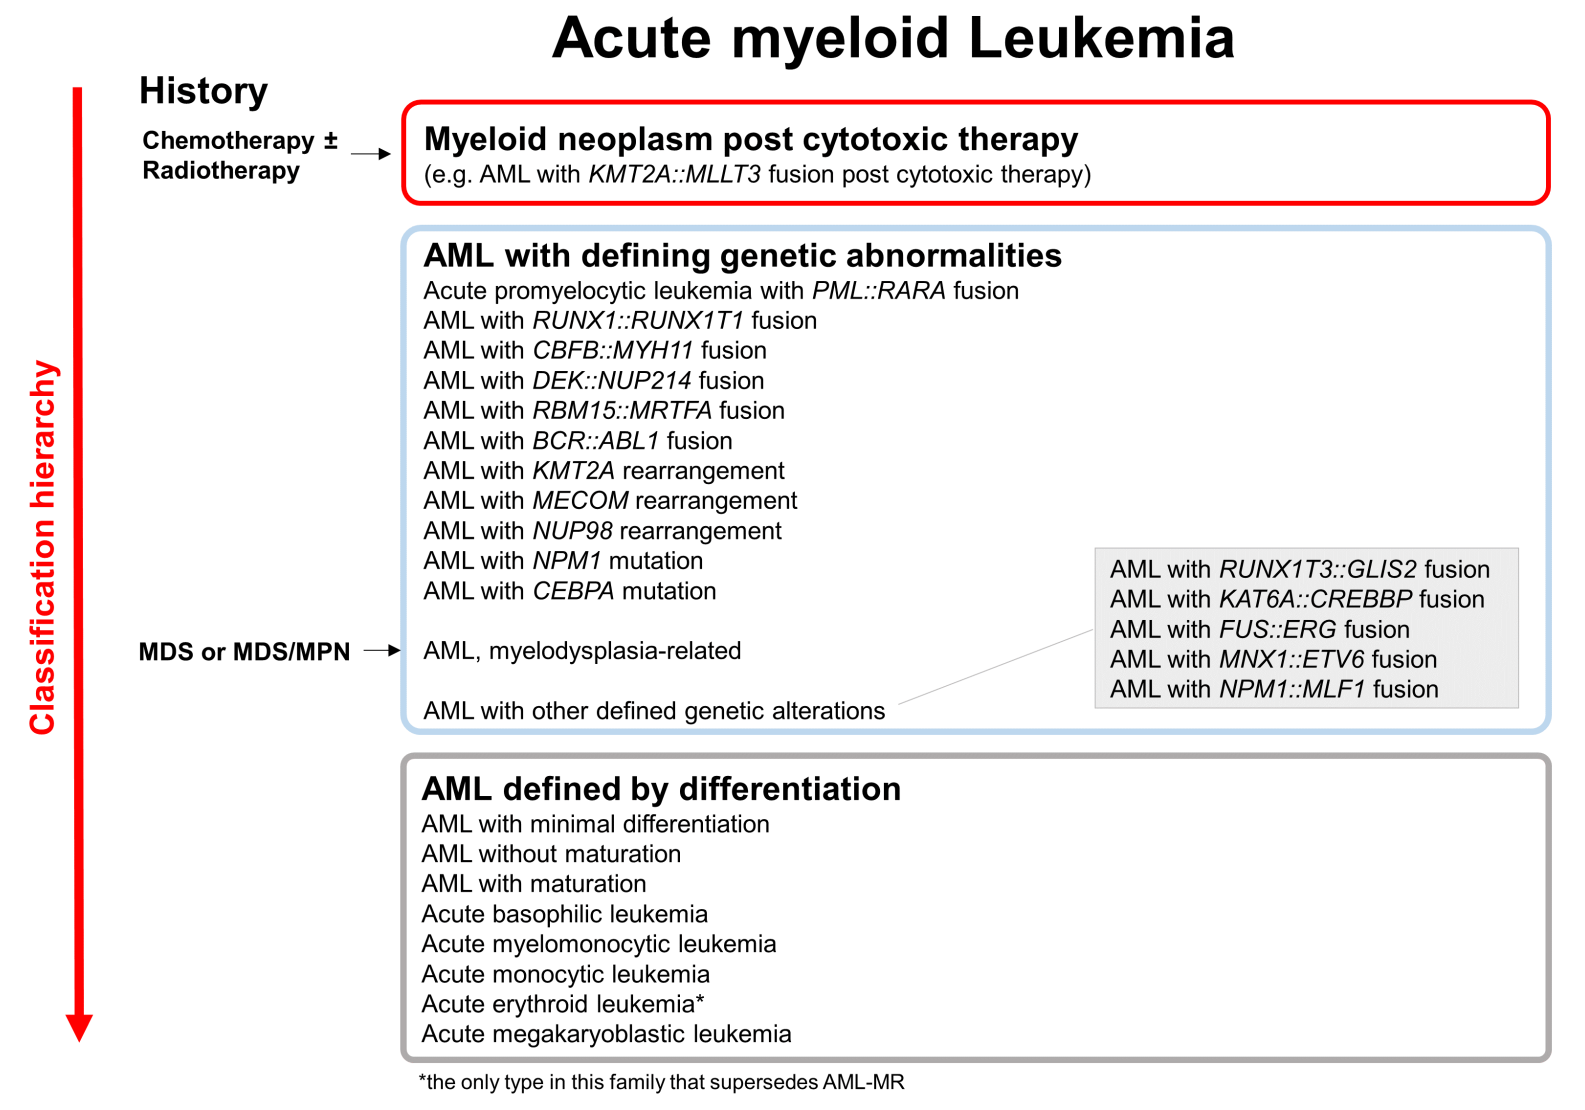 Acute myeloid Leukemia
Classification hierarchy
History
Chemotherapy ±
Radiotherapy
Myeloid neoplasm post cytotoxic therapy
(e.g. AML with KMT2A::MLLT3 fusion post cytotoxic therapy)
AML with defining genetic abnormalities
Acute promyelocytic leukemia with PML::RARA fusion
AML with RUNX1::RUNX1T1 fusion
AML with CBFB::MYH11 fusion
AML with DEK::NUP214 fusion
AML with RBM15::MRTFA fusion
AML with BCR::ABL1 fusion
AML with KMT2A rearrangement
AML with MECOM rearrangement
AML with NUP98 rearrangement
AML with NPM1 mutation
AML with CEBPA mutation
MDS or MDS/MPN
AML, myelodysplasia-related
AML with other defined genetic alterations
AML with RUNX1T3::GLIS2 fusion
AML with KAT6A::CREBBP fusion
AML with FUS::ERG fusion
AML with MNX1::ETV6 fusion
AML with NPM1::MLF1 fusion
AML defined by differentiation
AML with minimal differentiation
AML without maturation
AML with maturation
Acute basophilic leukemia
Acute myelomonocytic leukemia
Acute monocytic leukemia
Acute erythroid leukemia*
Acute megakaryoblastic leukemia
*the only type in this family that supersedes AML-MR